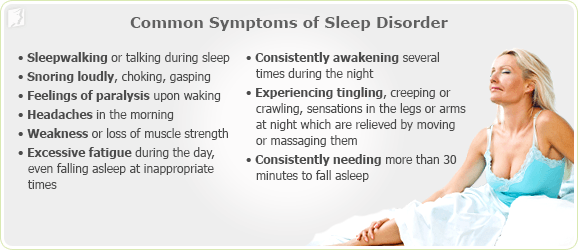 Common Symptoms of Sleep Disorder
• Sleepwalking or talking during sleep
• Snoring loudly, choking, gasping
• Feelings of paralysis upon waking
• Headaches in the morning
• Weakness or loss of muscle strength
• Excessive fatigue during the day,
even falling asleep at inappropriate
times
• Consistently awakening several
times during the night
• Experiencing tingling, creeping or
crawling, sensations in the legs or arms
at night which are relieved by moving
or massaging them
• Consistently needing more than 30
minutes to fall asleep